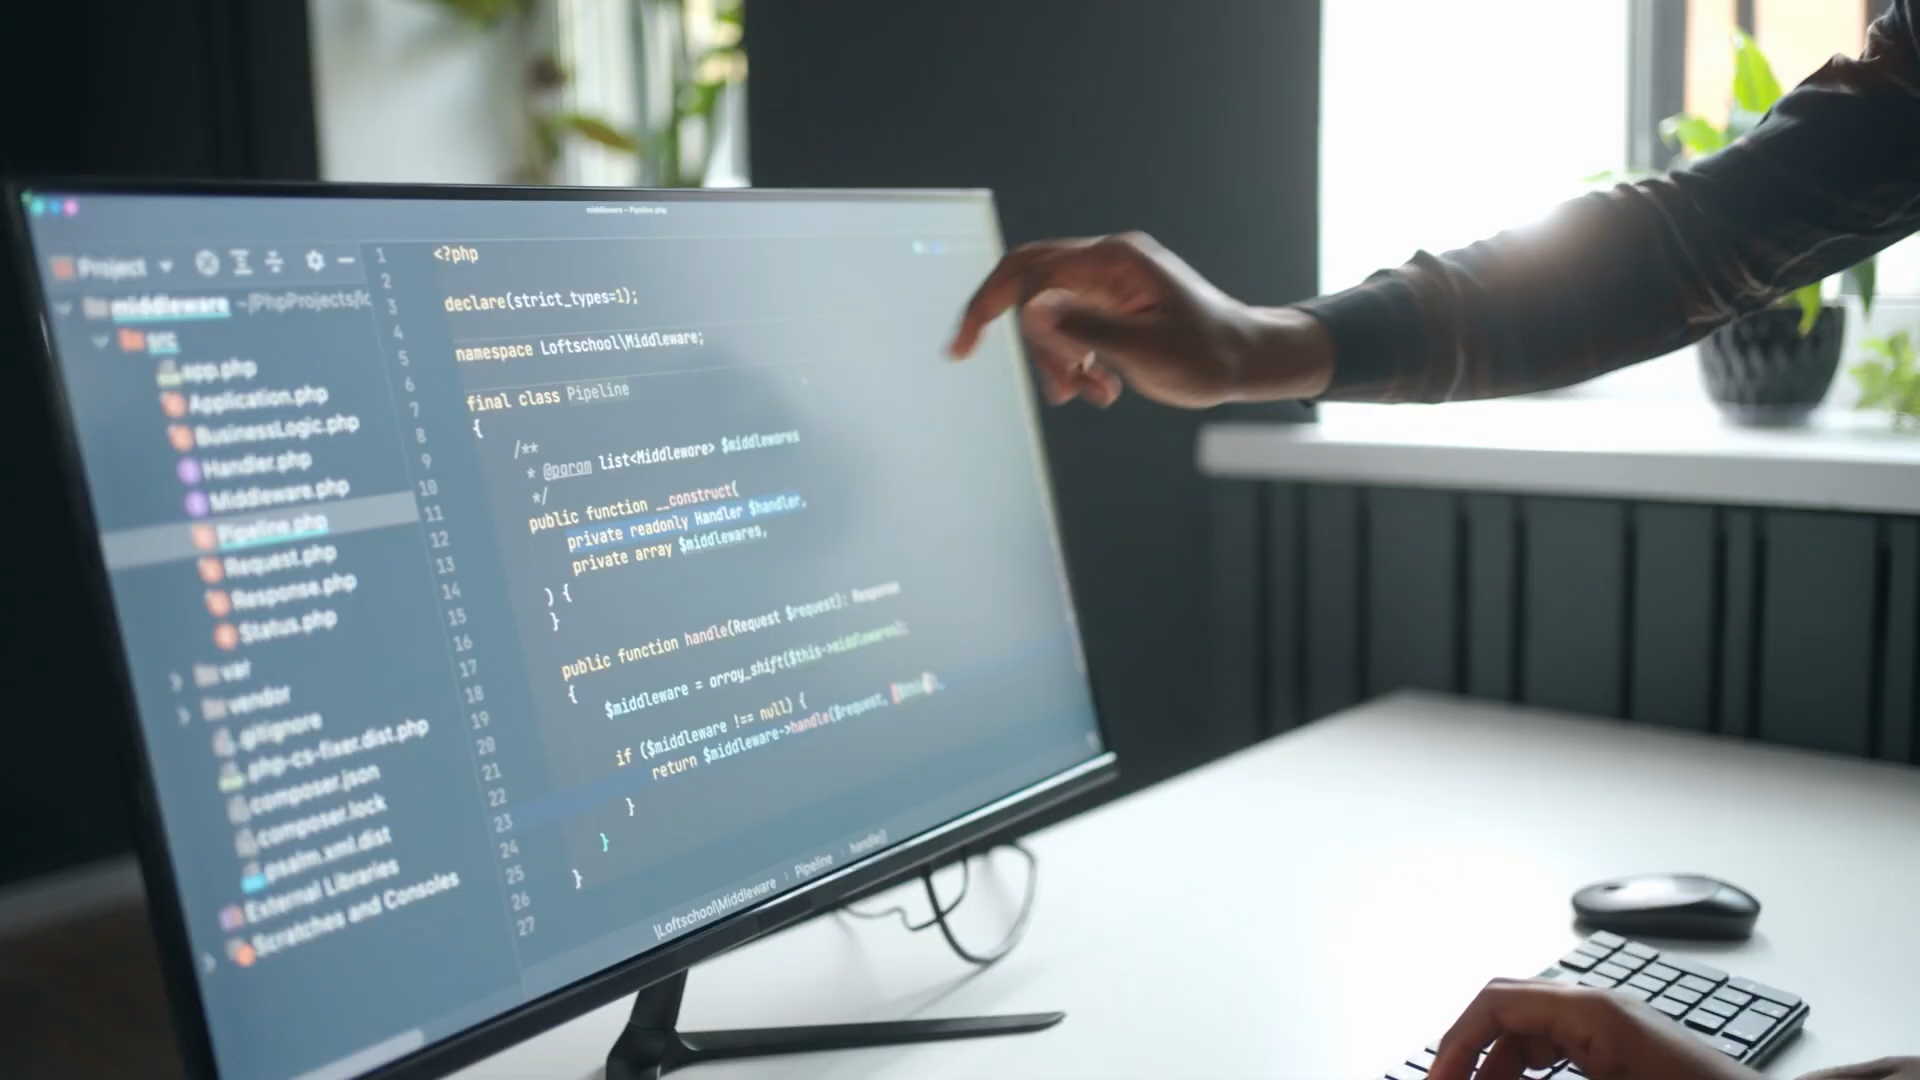 middleware – Pipeline.php
Project
middleware ~/PhpProjects/lo
src
app.php
Application.php
BusinessLogic.php
Handler.php
Middleware.php
Pipeline.php
Request.php
Response.php
Status.php
var
vendor
.gitignore
.php-cs-fixer.dist.php
composer.json
composer.lock
psalm.xml.dist
External Libraries
Scratches and Consoles
1 <?php
2
3 declare(strict_types=1);
4
5 namespace Loftschool\Middleware;
6
7 final class Pipeline
8 {
9 /**
10 * @param list<Middleware> $middlewares
11 */
12 public function __construct(
13 private readonly Handler $handler,
14 private array $middlewares,
15 ) {
16 }
17
18 public function handle(Request $request): Response
19 {
20 $middleware = array_shift($this->middlewares);
21
22 if ($middleware !== null) {
23 return $middleware->handle($request,
24 }
25 }
26 }
27
\Loftschool\Middleware › Pipeline › handle()